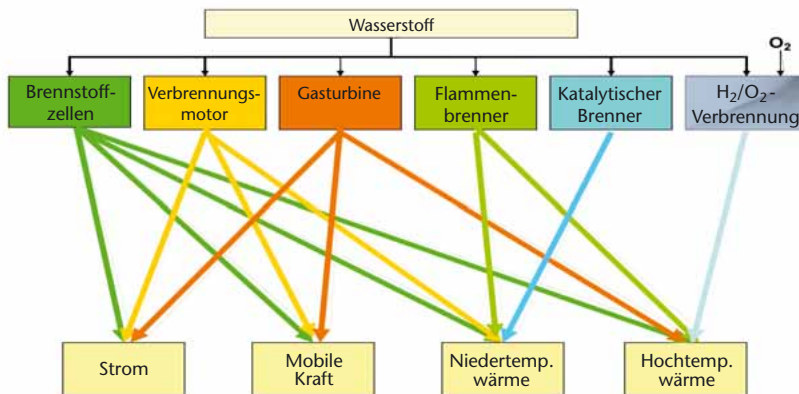 Wasserstoff
O₂
Brennstoff-
zellen
Verbrennungs-
motor
Gasturbine
Flammen-
brenner
Katalytischer
Brenner
H₂/O₂-
Verbrennung
Strom
Mobile
Kraft
Niedertemp.
wärme
Hochtemp.
wärme